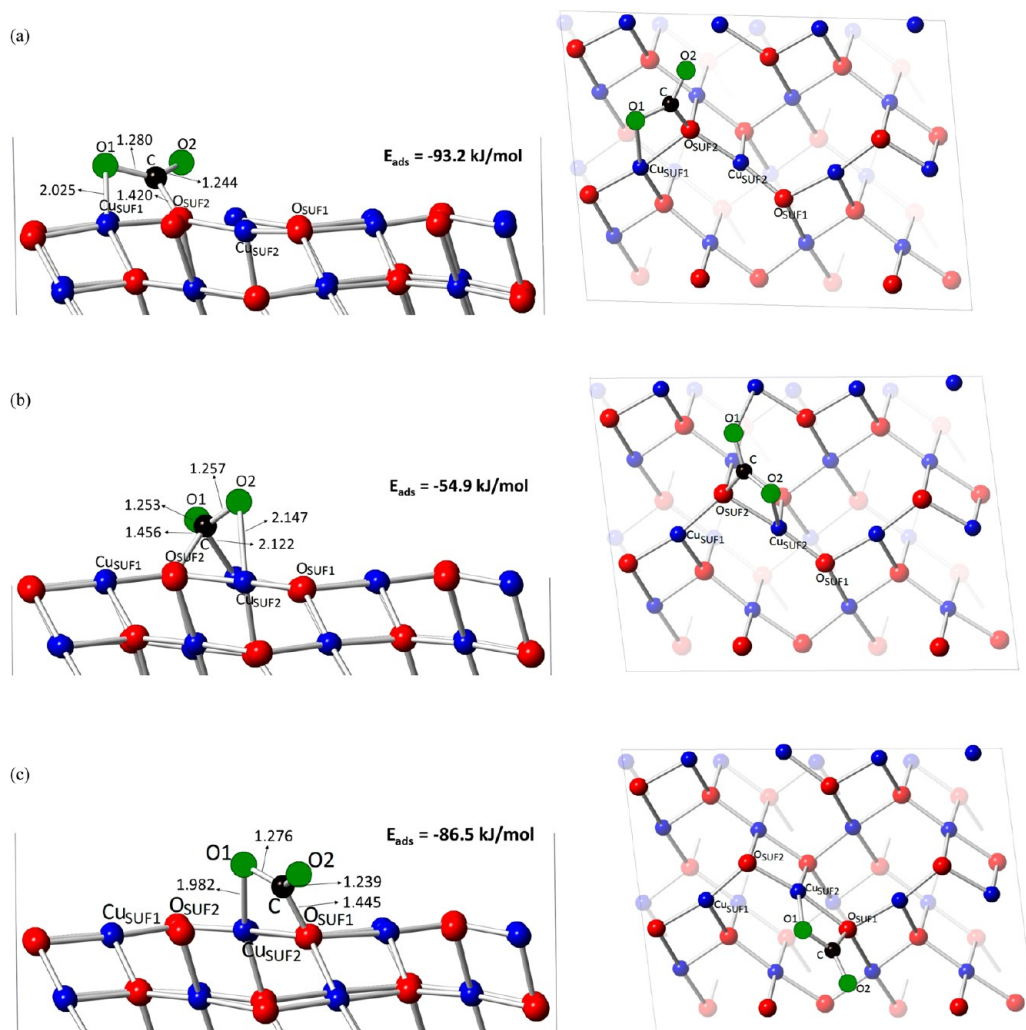 (a)
O1
1.280
C
O2
1.244
2.025
1.420
O_SUF2
Cu_SUF1
Cu_SUF2
O_SUF1
E_ads = -93.2 kJ/mol
O2
C
O1
O_SUF2
Cu_SUF1
Cu_SUF2
O_SUF1
(b)
1.257
O2
1.253
O1
1.456
C
2.147
2.122
O_SUF2
Cu_SUF1
O_SUF1
Cu_SUF2
E_ads = -54.9 kJ/mol
O1
C
O2
O_SUF2
Cu_SUF1
Cu_SUF2
O_SUF1
(c)
E_ads = -86.5 kJ/mol
1.276
O1
O2
1.982
C
1.239
1.445
O_SUF2
Cu_SUF1
O_SUF1
Cu_SUF2
O_SUF2
Cu_SUF2
Cu_SUF1
O_SUF1
O1
C
O2